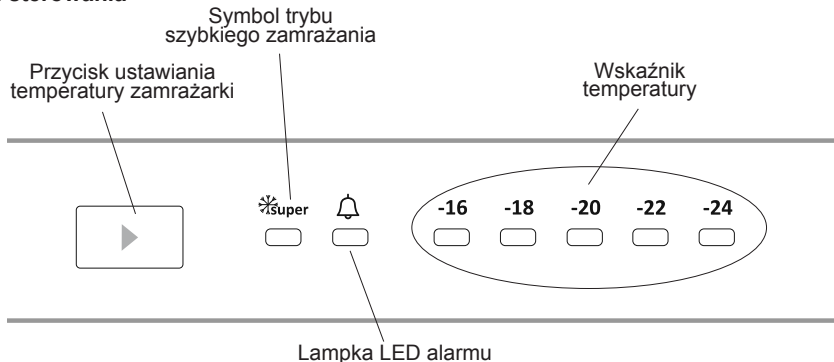 sterowania
Symbol trybu
szybkiego zamrażania
Przycisk ustawiania
temperatury zamrażarki
Wskaźnik
temperatury
super
-16 -18 -20 -22 -24
Lampka LED alarmu